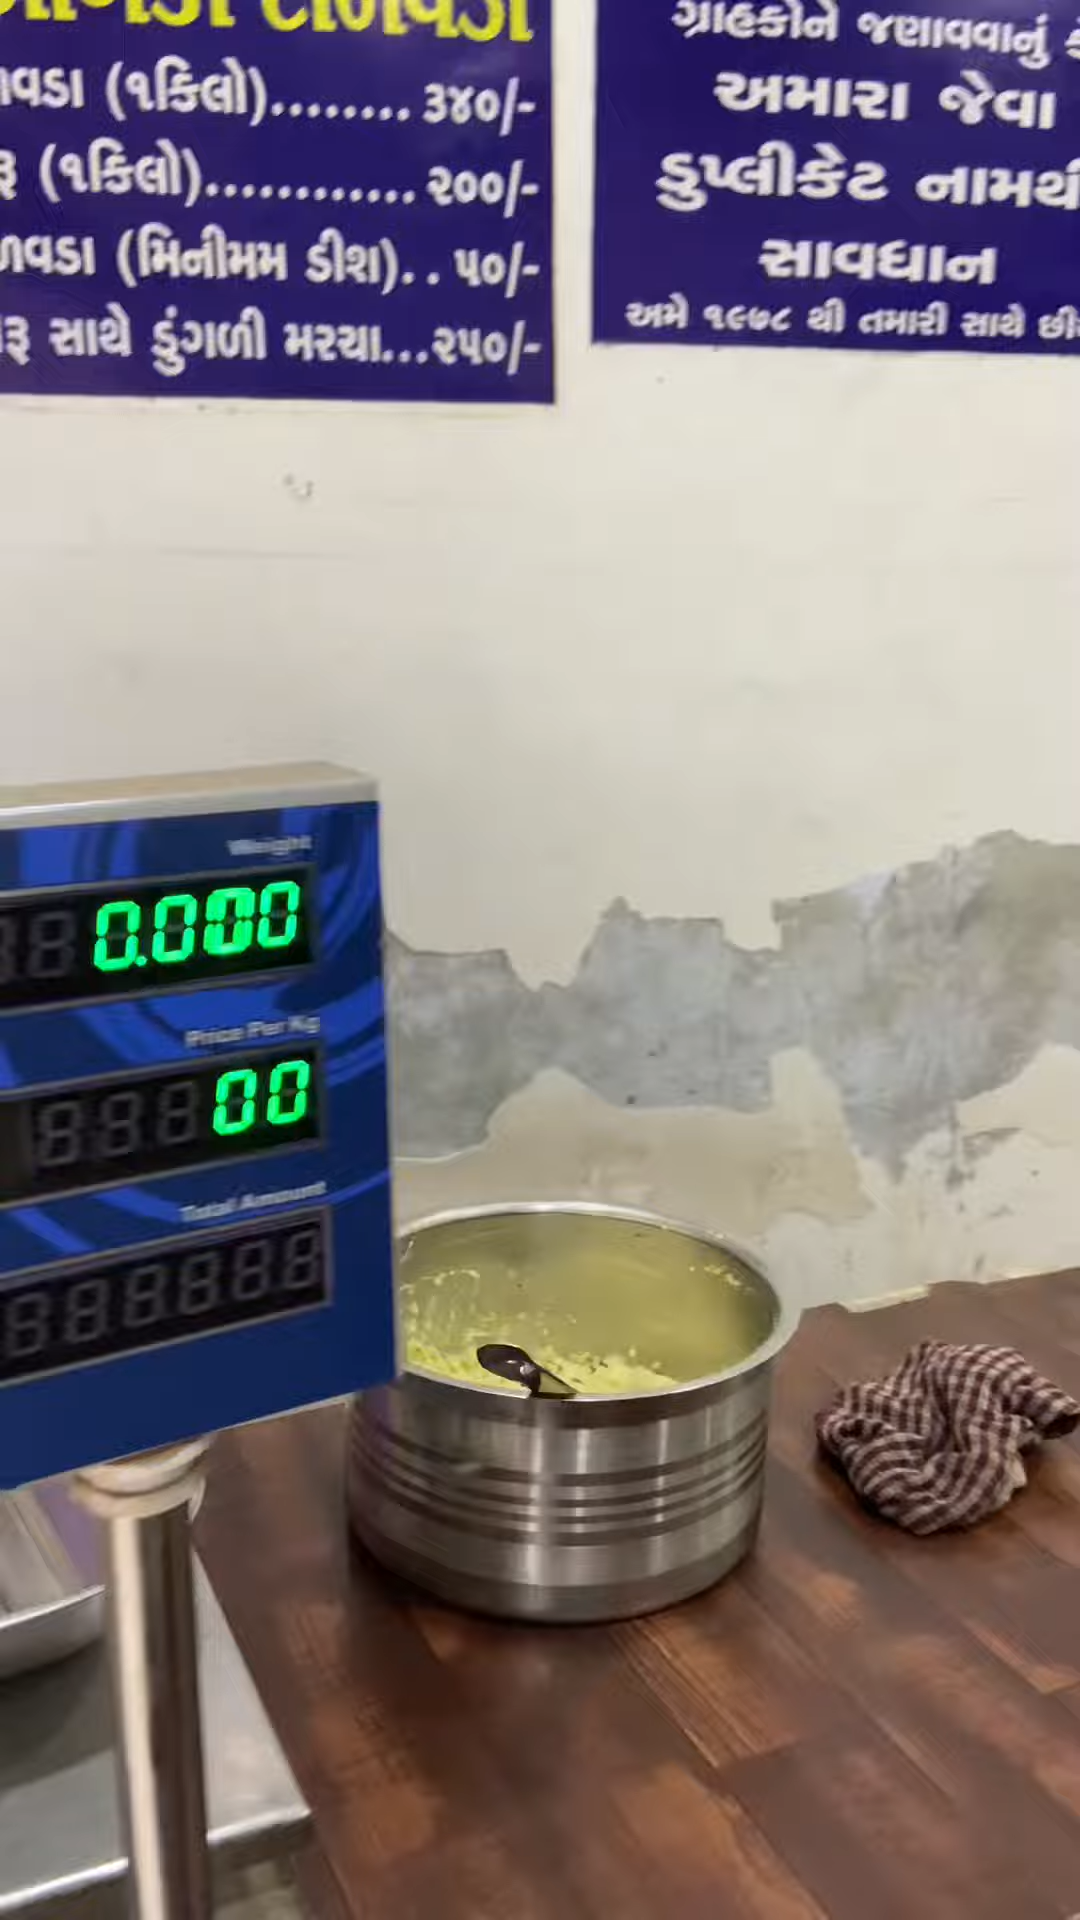 ટાળવડા
(૧કિલો)........ ૩૪૦/-
(૧કિલો)............ ૨૦૦/-
(મિનીમમ ડીશ).. ૫૦/-
સાથે ડુંગળી મરચા...૨૫૦/-
ગ્રાહકોને જણાવવાનું કે
અમારા જેવા
ડુપ્લીકેટ નામથી
સાવધાન
અમે ૧૯૭૮ થી તમારી સાથે
Weight
0.000
Price Per Kg
00
Total Amount